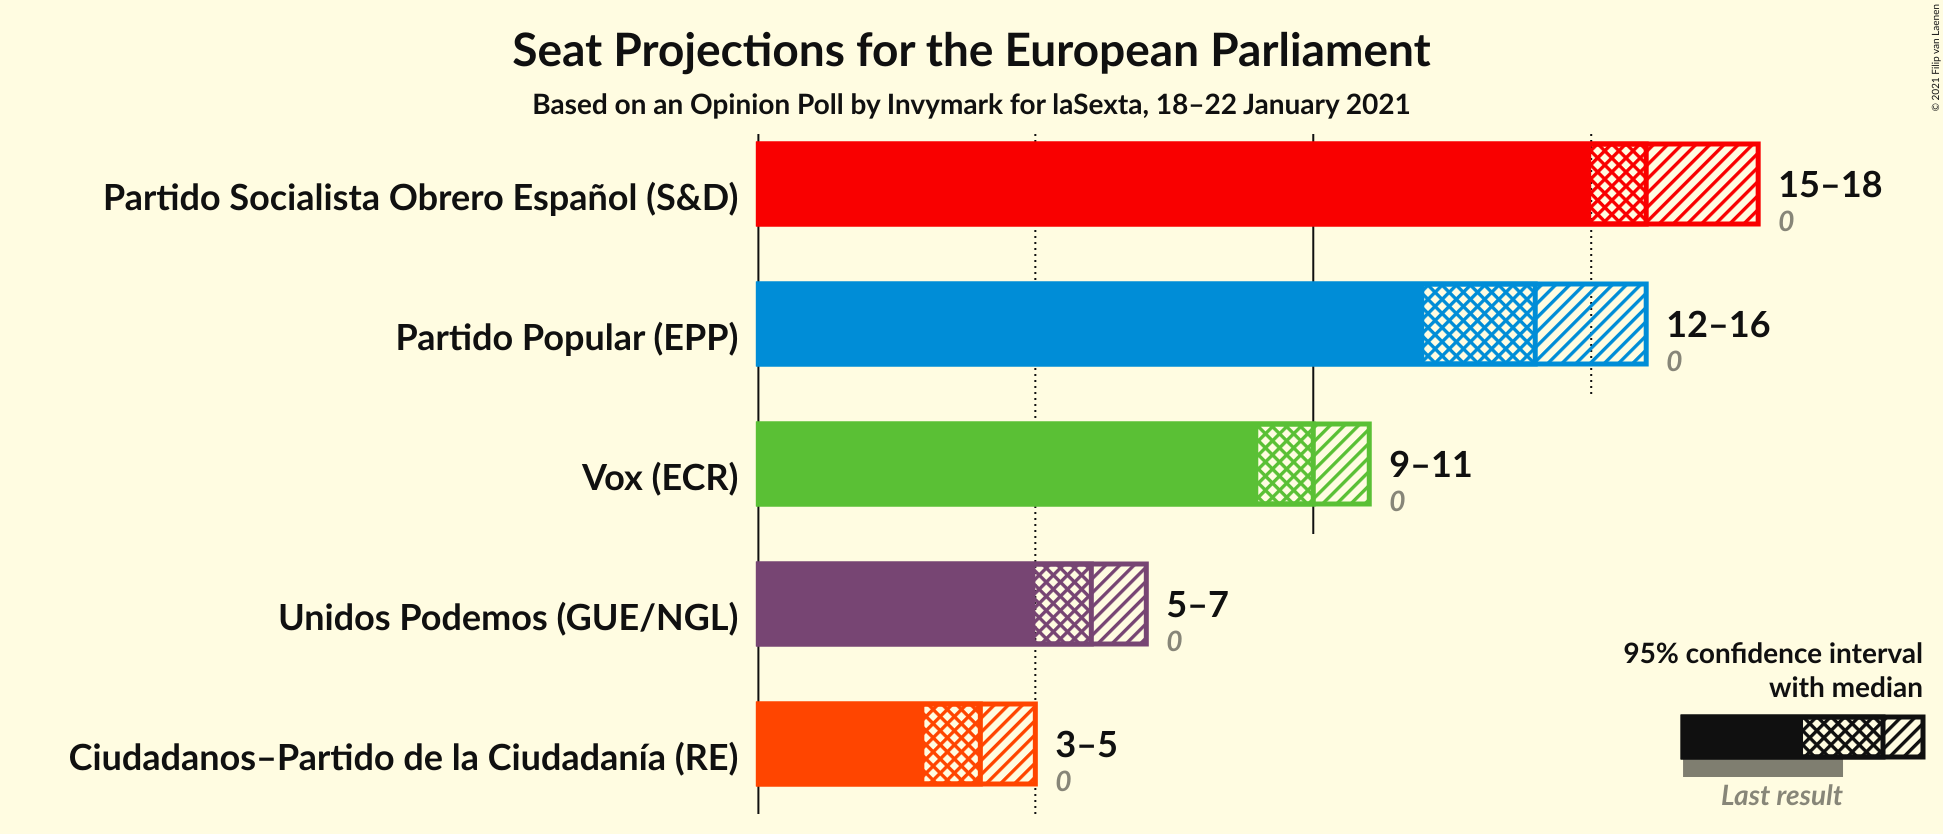 Seat Projections for the European Parliament
Based on an Opinion Poll by Invymark for laSexta, 18–22 January 2021
© 2021 Filip van Laenen
Partido Socialista Obrero Español (S&D)
15–18
0
Partido Popular (EPP)
12–16
0
Vox (ECR)
9–11
0
Unidos Podemos (GUE/NGL)
5–7
0
Ciudadanos–Partido de la Ciudadanía (RE)
3–5
0
95% confidence interval
with median
Last result